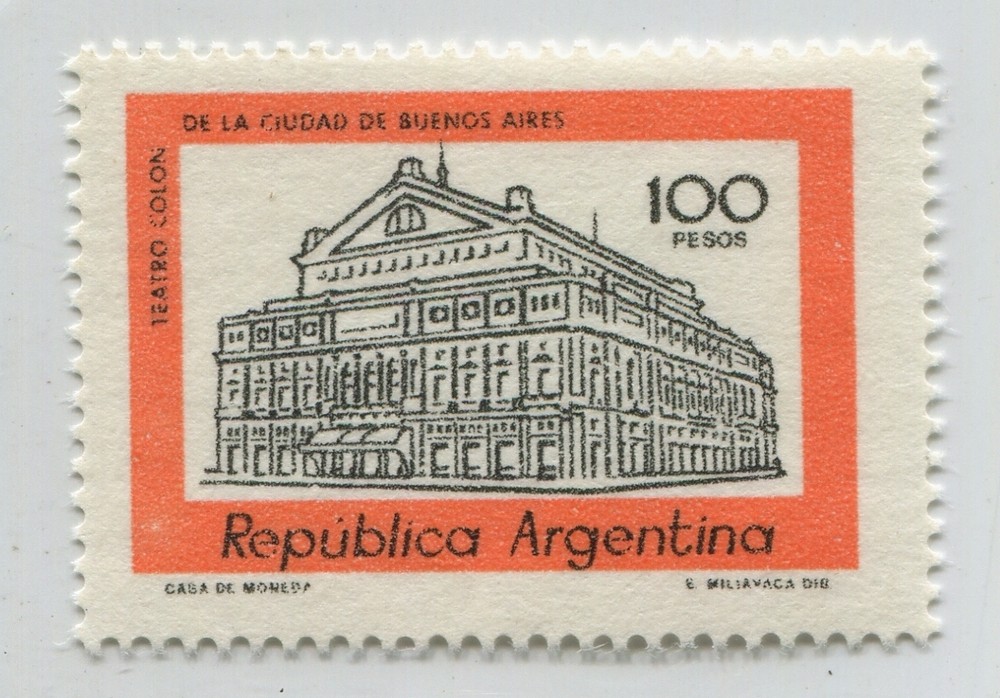 TEATRO COLON
DE LA CIUDAD DE BUENOS AIRES
100
PESOS
República Argentina
CASA DE MONEDA
E. MILIAVACA DIB.